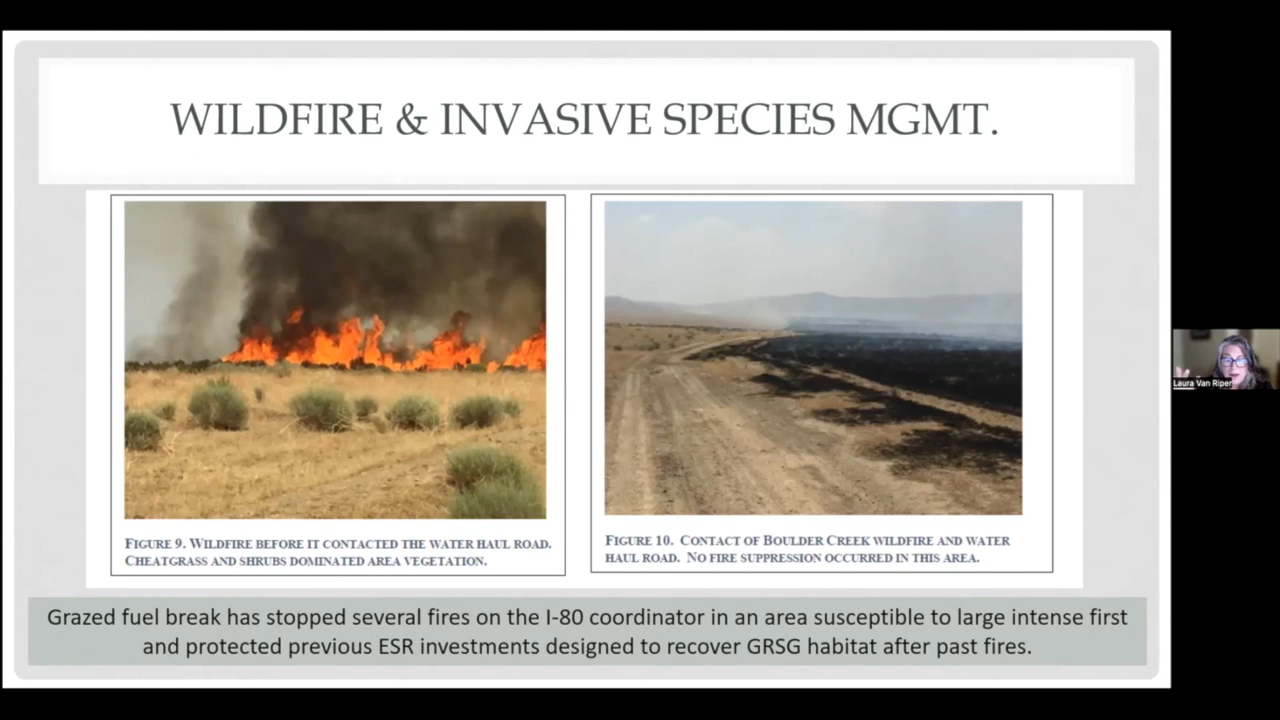 WILDFIRE & INVASIVE SPECIES MGMT.
FIGURE 9. WILDFIRE BEFORE IT CONTACTED THE WATER HAUL ROAD.
CHEATGRASS AND SHRUBS DOMINATED AREA VEGETATION.
FIGURE 10. CONTACT OF BOULDER CREEK WILDFIRE AND WATER
HAUL ROAD. NO FIRE SUPPRESSION OCCURRED IN THIS AREA.
Laura Van Riper
Grazed fuel break has stopped several fires on the I-80 coordinator in an area susceptible to large intense first
and protected previous ESR investments designed to recover GRSG habitat after past fires.